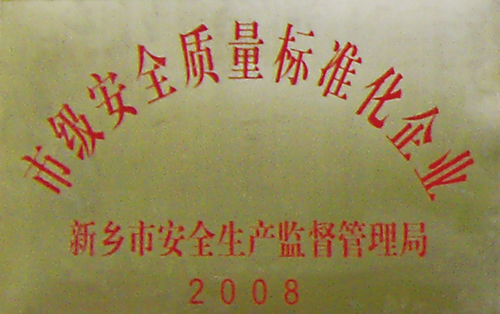 市级安全质量标准化企业
新乡市安全生产监督管理局
2008